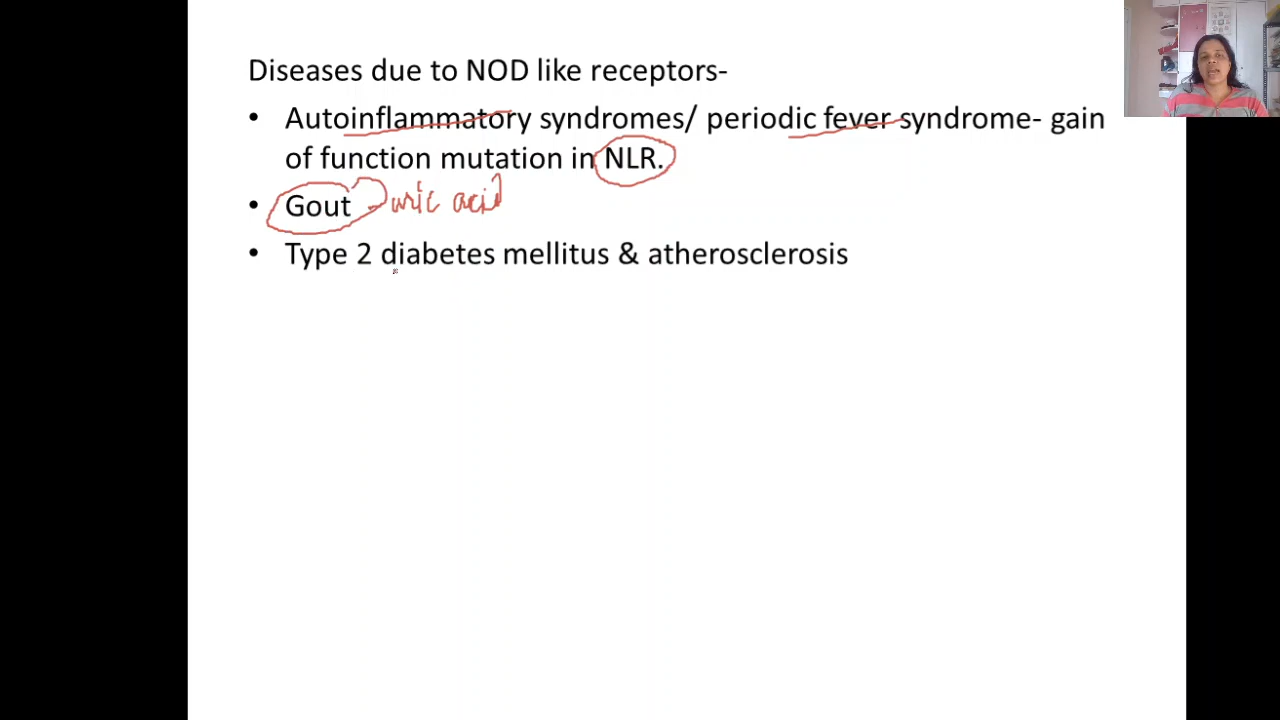 Diseases due to NOD like receptors-
• Autoinflammatory syndromes/ periodic fever syndrome- gain
of function mutation in NLR.
• Gout uric acid
• Type 2 diabetes mellitus & atherosclerosis